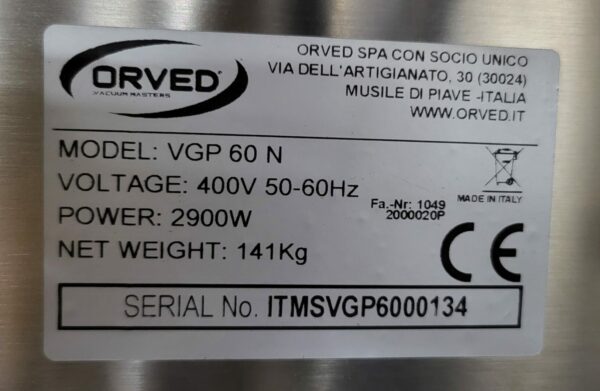 ORVED
VACUUM MASTERS
ORVED SPA CON SOCIO UNICO
VIA DELL'ARTIGIANATO, 30 (30024)
MUSILE DI PIAVE -ITALIA
WWW.ORVED.IT
MODEL: VGP 60 N
VOLTAGE: 400V 50-60Hz
POWER: 2900W
NET WEIGHT: 141Kg
Fa.-Nr: 1049
2000020P
MADE IN ITALY
CE
SERIAL No. ITMSVGP6000134